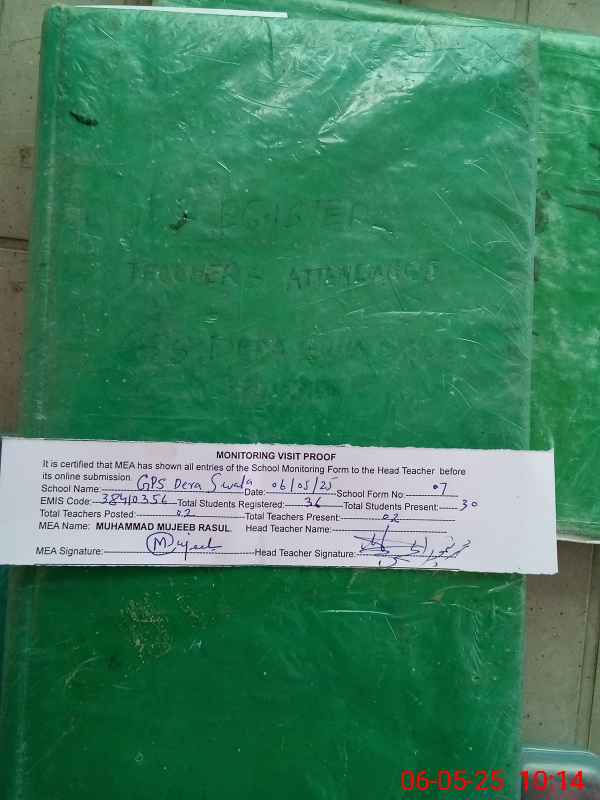 REGISTER
TEACHER - ATTENDANCE
MONITORING VISIT PROOF
It is certified that MEA has shown all entries of the School Monitoring Form to the Head Teacher before
its online submission.
School Name:- GPS Dera Swala Date:- 06/05/25 School Form No:- 07
EMIS Code:- 38410356 Total Students Registered:- 36 Total Students Present:- 30
Total Teachers Posted:- 02 Total Teachers Present:- 02
MEA Name: MUHAMMAD MUJEEB RASUL. Head Teacher Name:-
MEA Signature:- Mujeeb Head Teacher Signature:-
06-05-25 10:14